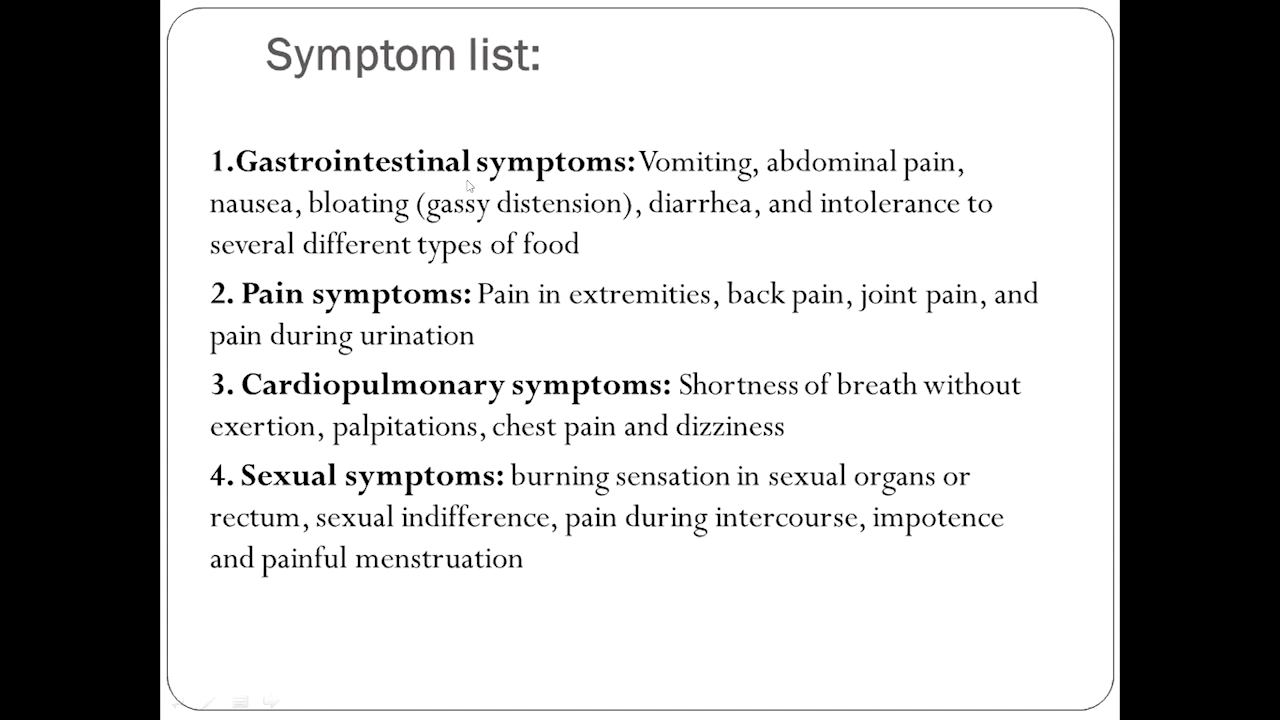 Symptom list:
1.Gastrointestinal symptoms: Vomiting, abdominal pain,
nausea, bloating (gassy distension), diarrhea, and intolerance to
several different types of food
2. Pain symptoms: Pain in extremities, back pain, joint pain, and
pain during urination
3. Cardiopulmonary symptoms: Shortness of breath without
exertion, palpitations, chest pain and dizziness
4. Sexual symptoms: burning sensation in sexual organs or
rectum, sexual indifference, pain during intercourse, impotence
and painful menstruation